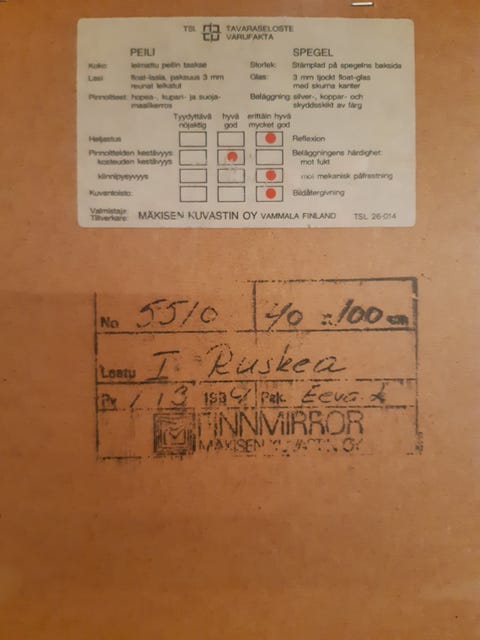 TSL TAVARASELOSTE
VARUFAKTA
PEILI SPEGEL
Koko: leimattu peilin taakse Storlek: Stämplad på spegelns baksida
Lasi: float-lasia, paksuus 3 mm Glas: 3 mm tjockt float-glas
reunat leikatut med skurna kanter
Pinnoitteet: hopea-, kupari- ja suoja- Beläggning: silver-, koppar- och
maalikerros skyddsskikt av färg
Tyydyttävä hyvä erittäin hyvä
nöjaktig god mycket god
Heijastus Reflexion
Pinnoitteiden kestävyys: Beläggningens härdighet:
kosteuden kestävyys mot fukt
kiinnipysyvyys mot mekanisk påfrestning
Kuvantoisto: Bildåtergivning
Valmistaja:
Tillverkare: MÄKISEN KUVASTIN OY VAMMALA FINLAND TSL 26-014
No 5510 40 x 100 cm
Laatu I Ruskea
Pv 1 13 Pak. Eeva
FINNMIRROR
MÄKISEN KUVASTIN OY